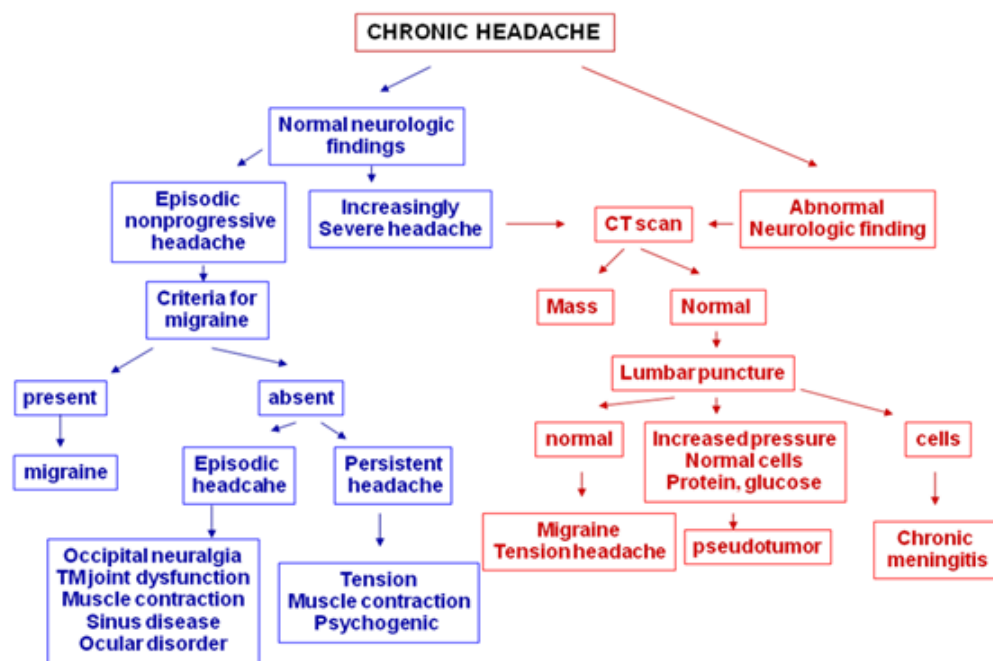 CHRONIC HEADACHE
Normal neurologic
findings
Episodic
nonprogressive
headache
Increasingly
Severe headache
CT scan
Abnormal
Neurologic finding
Criteria for
migraine
Mass
Normal
Lumbar puncture
present
absent
normal
Increased pressure
Normal cells
Protein, glucose
cells
migraine
Episodic
headcahe
Persistent
headache
Migraine
Tension headache
pseudotumor
Chronic
meningitis
Occipital neuralgia
TM joint dysfunction
Muscle contraction
Sinus disease
Ocular disorder
Tension
Muscle contraction
Psychogenic